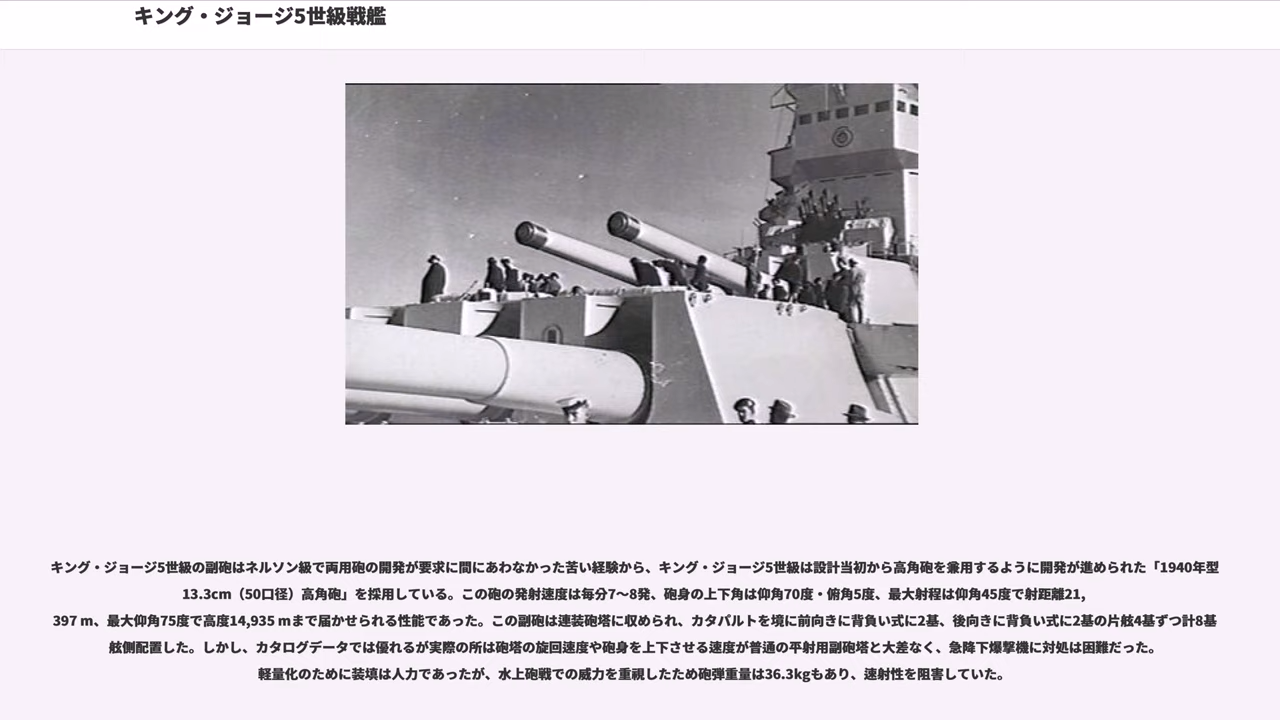 キング・ジョージ5世級戦艦
キング・ジョージ5世級の副砲はネルソン級で両用砲の開発が要求に間にあわなかった苦い経験から、キング・ジョージ5世級は設計当初から高角砲を兼用するように開発が進められた「1940年型
13.3cm（50口径）高角砲」を採用している。この砲の発射速度は毎分7〜8発、砲身の上下角は仰角70度・俯角5度、最大射程は仰角45度で射距離21,
397 m、最大仰角75度で高度14,935 mまで届かせられる性能であった。この副砲は連装砲塔に収められ、カタパルトを境に前向きに背負い式に2基、後向きに背負い式に2基の片舷4基ずつ計8基
舷側配置した。しかし、カタログデータでは優れるが実際の所は砲塔の旋回速度や砲身を上下させる速度が普通の平射用副砲塔と大差なく、急降下爆撃機に対処は困難だった。
軽量化のために装填は人力であったが、水上砲戦での威力を重視したため砲弾重量は36.3kgもあり、速射性を阻害していた。